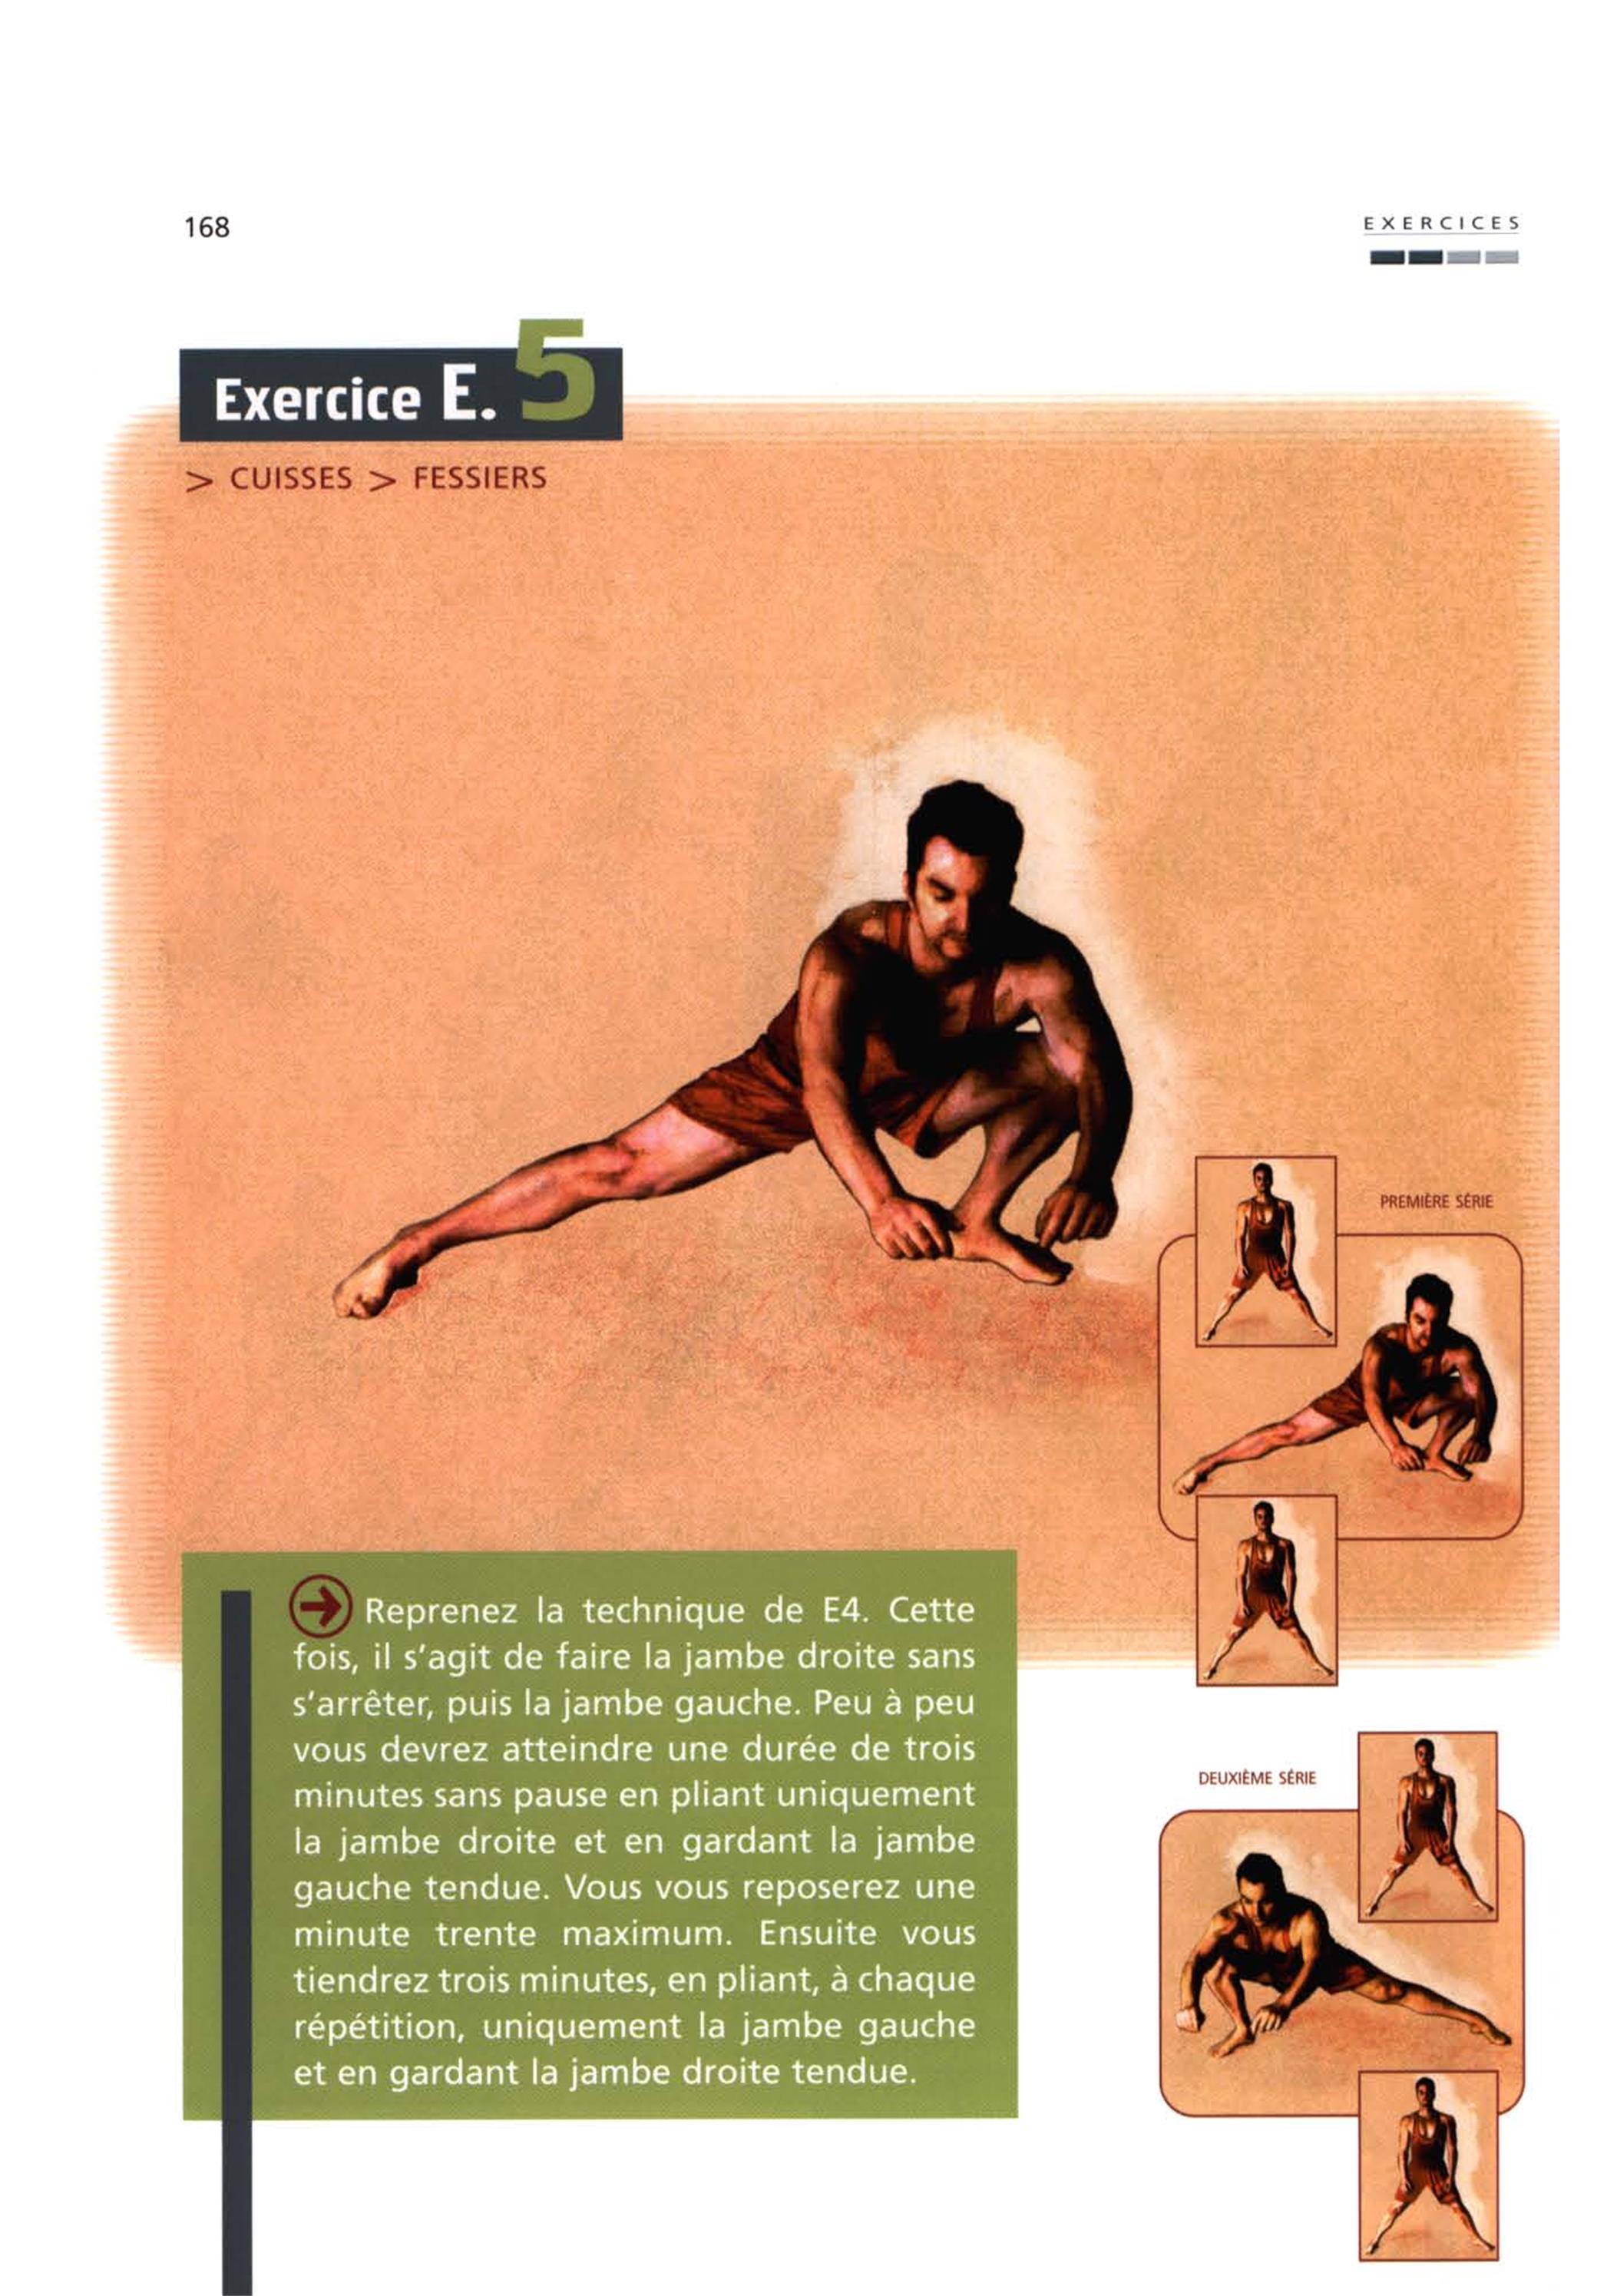 168
EXERCICES
Exercice E. 5
> CUISSES > FESSIERS
PREMIÈRE SÉRIE
Reprenez la technique de E4. Cette
fois, il s'agit de faire la jambe droite sans
s'arrêter, puis la jambe gauche. Peu à peu
vous devrez atteindre une durée de trois
minutes sans pause en pliant uniquement
la jambe droite et en gardant la jambe
gauche tendue. Vous vous reposerez une
minute trente maximum. Ensuite vous
tiendrez trois minutes, en pliant, à chaque
répétition, uniquement la jambe gauche
et en gardant la jambe droite tendue.
DEUXIÈME SÉRIE